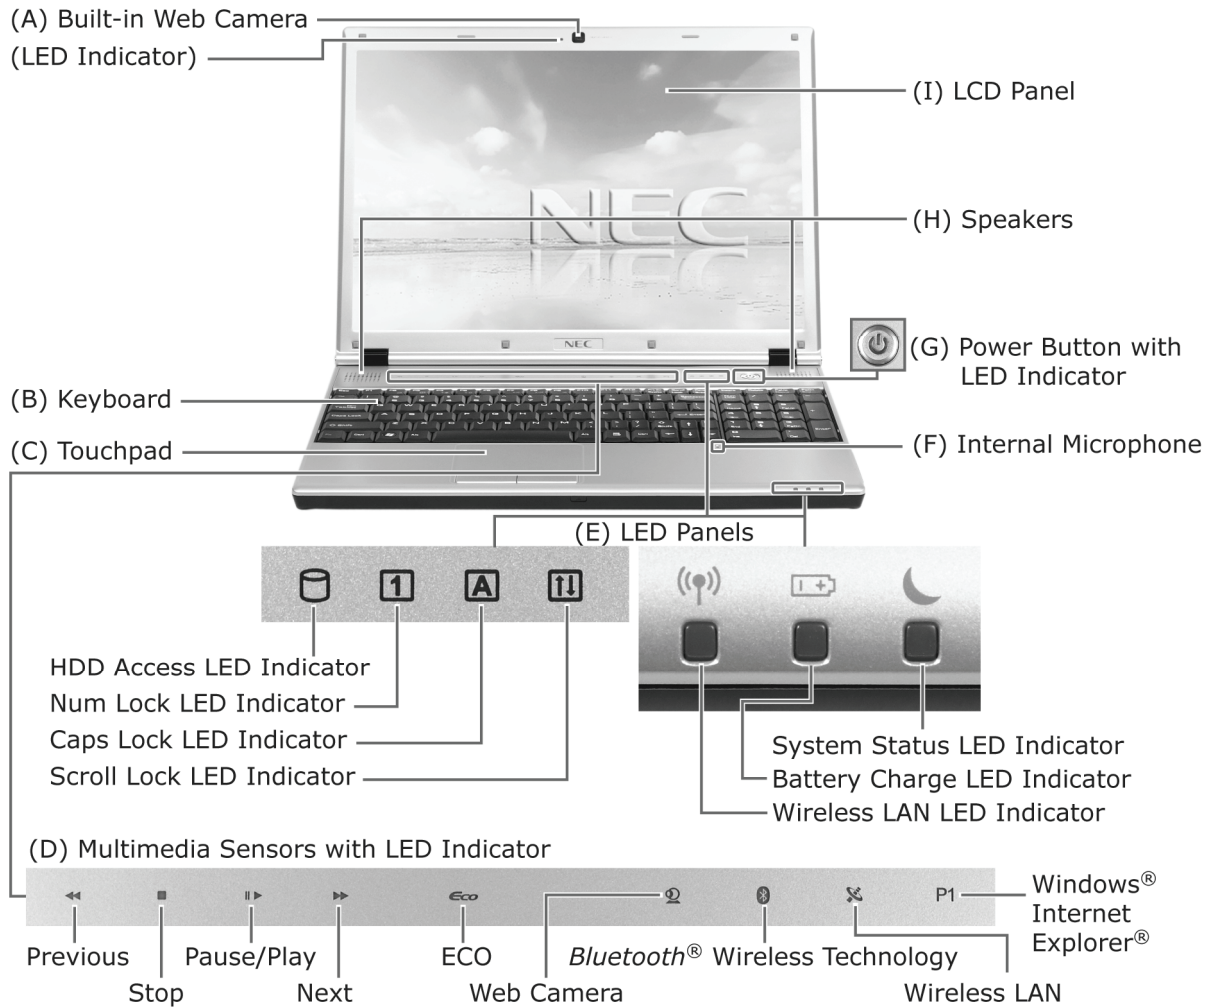 (A) Built-in Web Camera
(LED Indicator)
(I) LCD Panel
NEC
(H) Speakers
NEC
(G) Power Button with
LED Indicator
(B) Keyboard
(C) Touchpad
(F) Internal Microphone
(E) LED Panels
1
A
HDD Access LED Indicator
Num Lock LED Indicator
Caps Lock LED Indicator
Scroll Lock LED Indicator
System Status LED Indicator
Battery Charge LED Indicator
Wireless LAN LED Indicator
(D) Multimedia Sensors with LED Indicator
Eco
P1
Windows®
Internet
Explorer®
Previous
Pause/Play
ECO
Bluetooth® Wireless Technology
Stop
Next
Web Camera
Wireless LAN